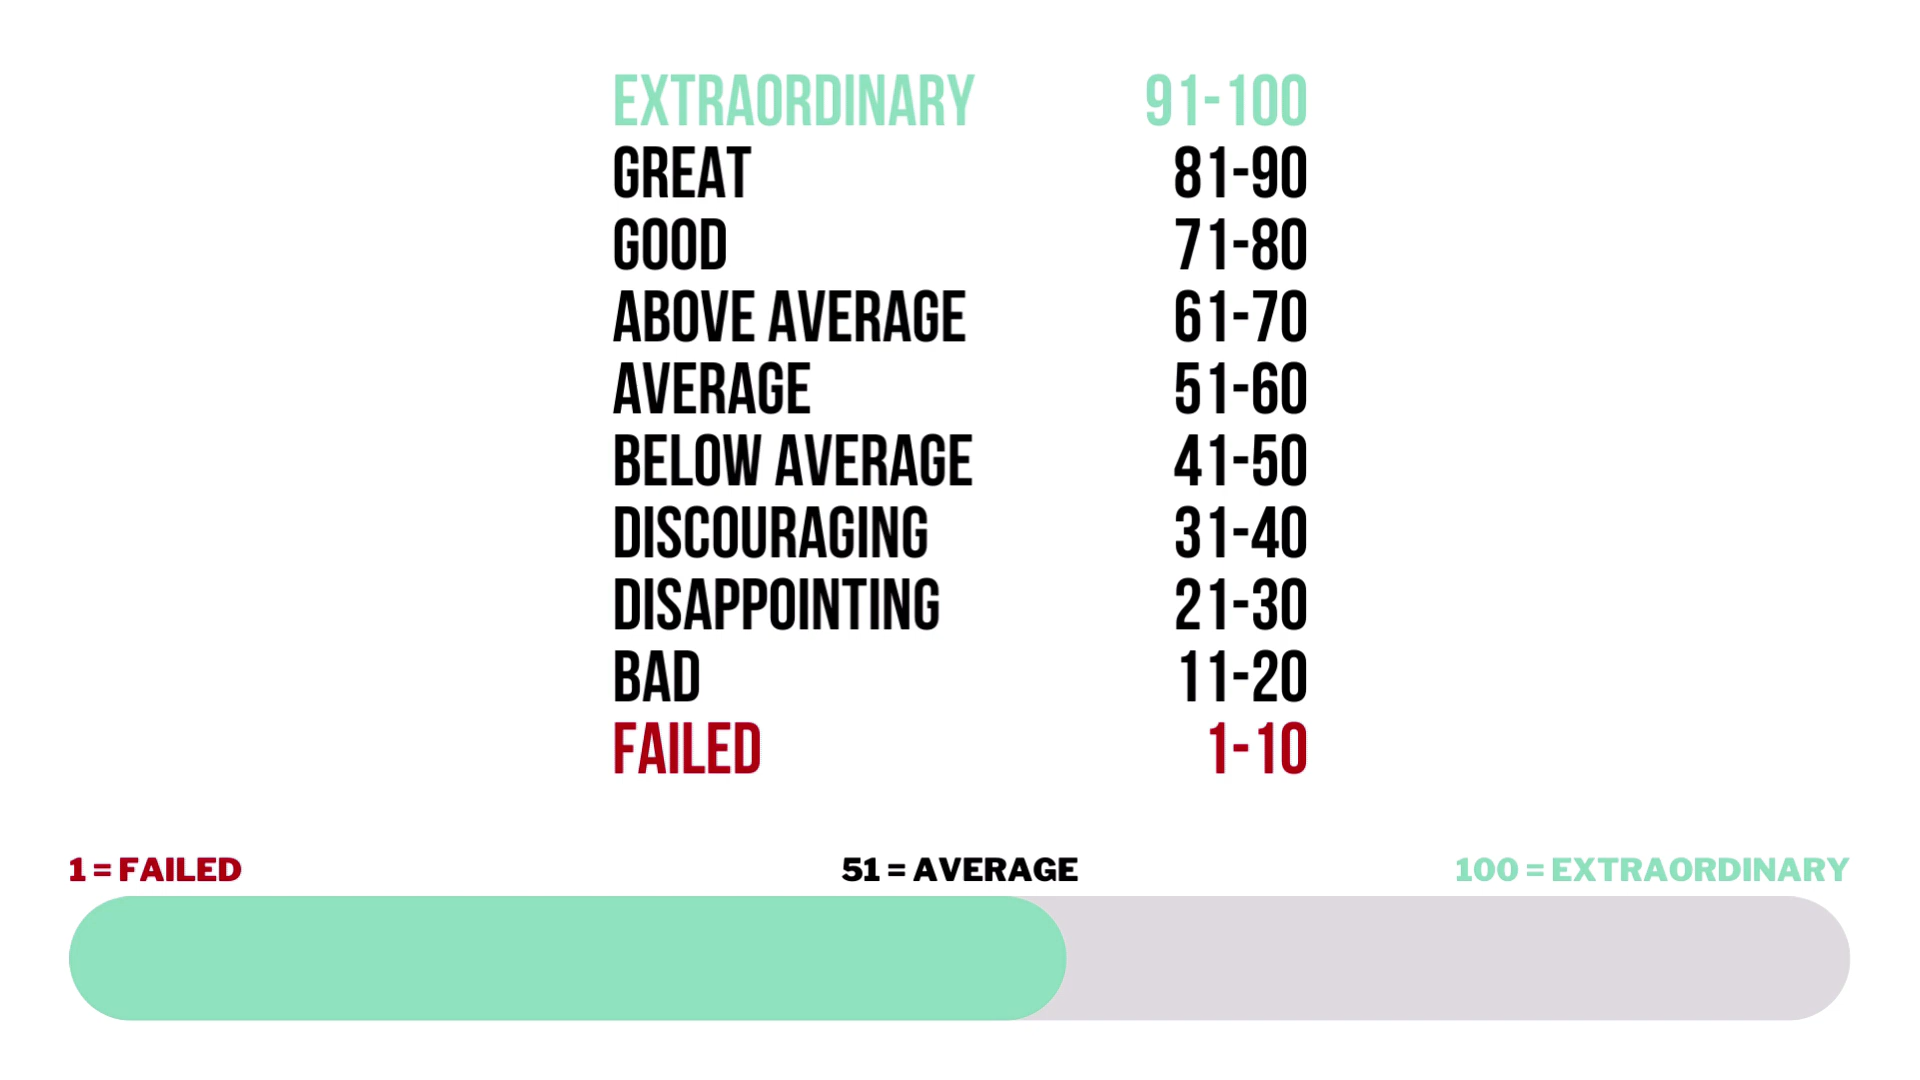 EXTRAORDINARY 91-100
GREAT 81-90
GOOD 71-80
ABOVE AVERAGE 61-70
AVERAGE 51-60
BELOW AVERAGE 41-50
DISCOURAGING 31-40
DISAPPOINTING 21-30
BAD 11-20
FAILED 1-10
1 = FAILED 51 = AVERAGE 100 = EXTRAORDINARY